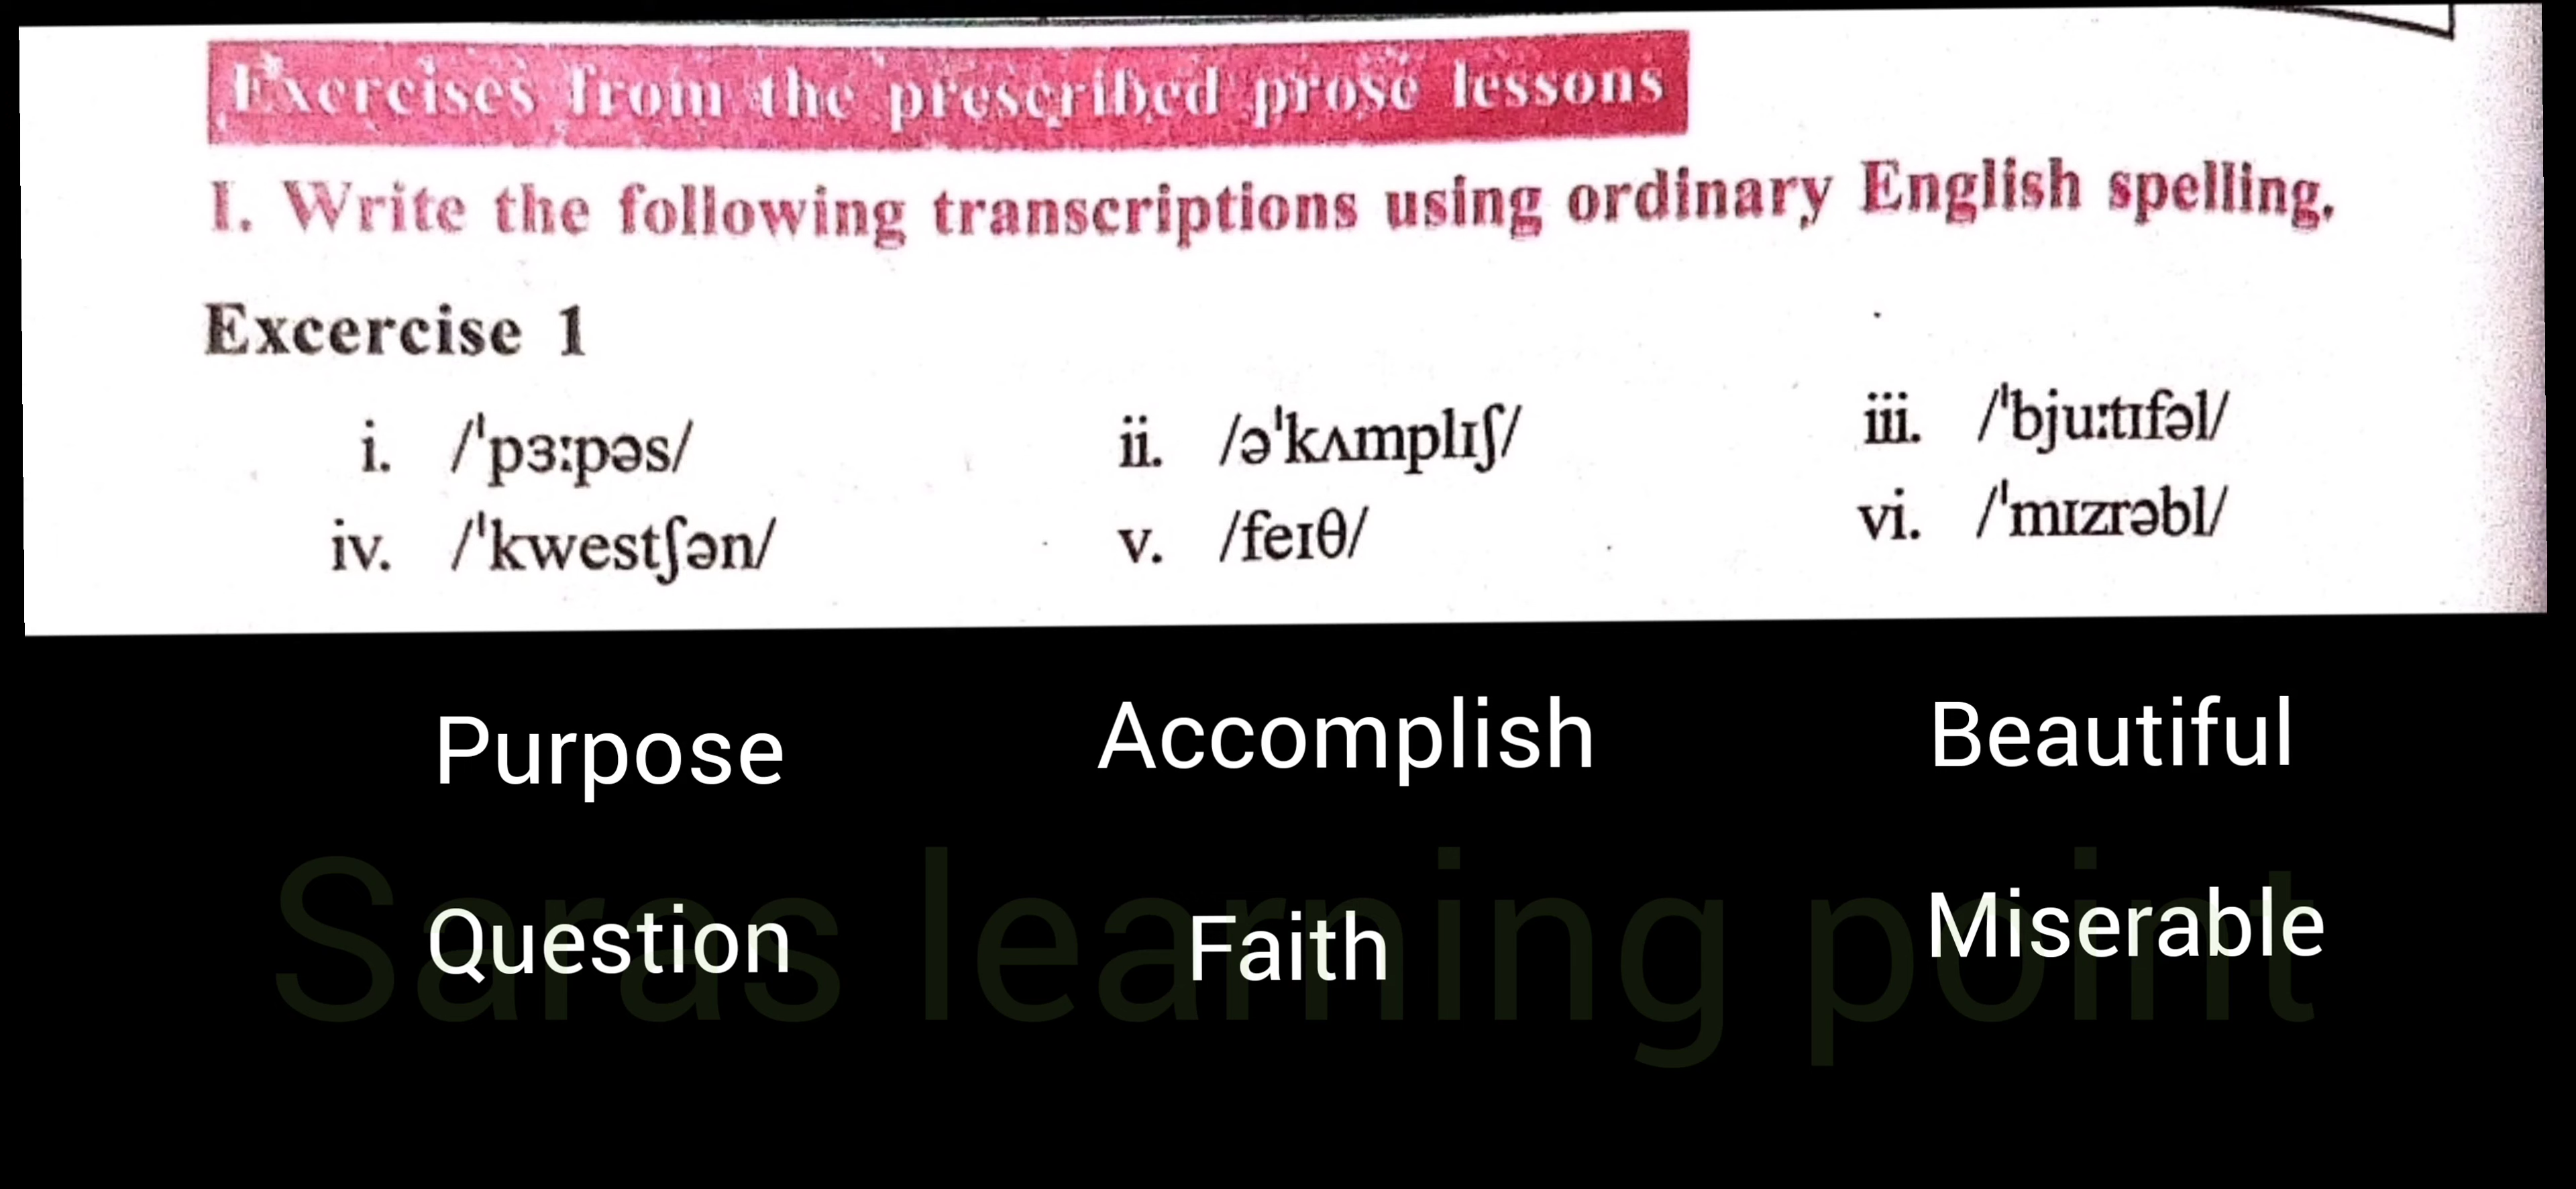 Exercises from the prescribed prose lessons
I. Write the following transcriptions using ordinary English spelling.
Excercise 1
i. /ˈpɜːpəs/ ii. /əˈkʌmplɪʃ/ iii. /ˈbjuːtɪfəl/
iv. /ˈkwestʃən/ v. /feɪθ/ vi. /ˈmɪzrəbl/
Purpose Accomplish Beautiful
Question Faith Miserable
Saras learning point